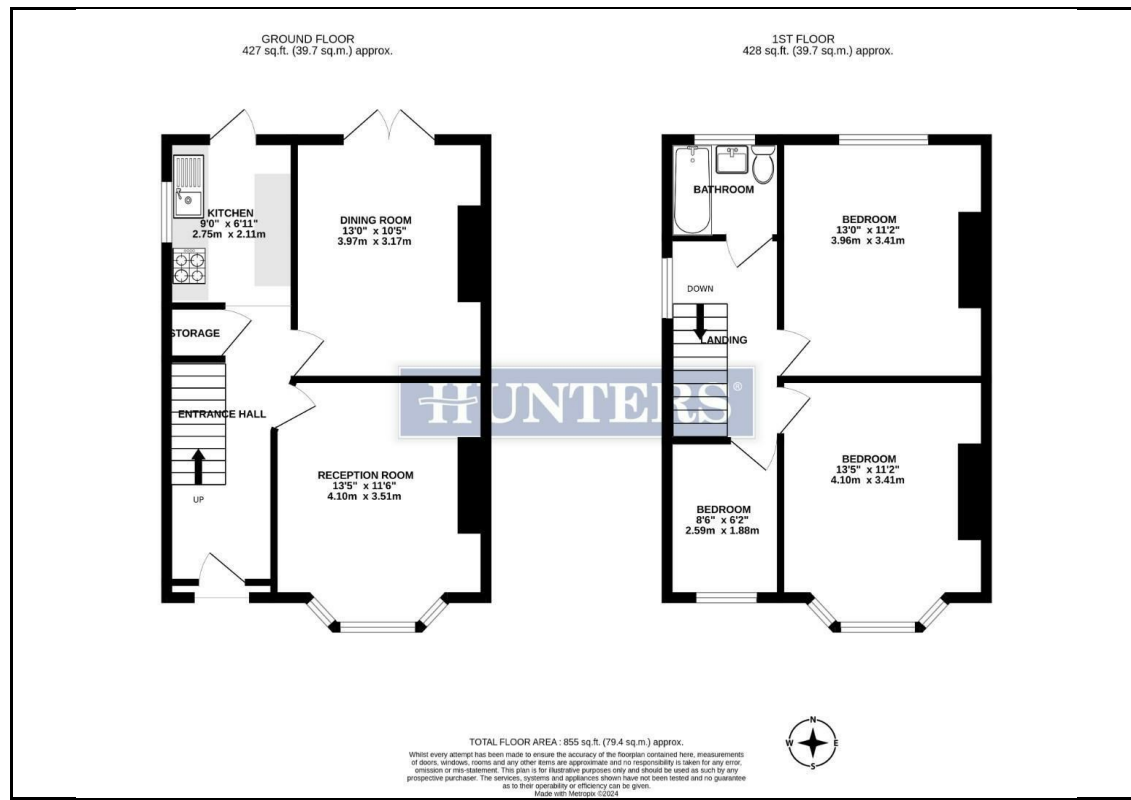 GROUND FLOOR
427 sq.ft. (39.7 sq.m.) approx.
1ST FLOOR
428 sq.ft. (39.7 sq.m.) approx.
KITCHEN
9'0" x 6'11"
2.75m x 2.11m
DINING ROOM
13'0" x 10'5"
3.97m x 3.17m
STORAGE
ENTRANCE HALL
UP
RECEPTION ROOM
13'5" x 11'6"
4.10m x 3.51m
HUNTERS®
BATHROOM
BEDROOM
13'0" x 11'2"
3.96m x 3.41m
DOWN
LANDING
BEDROOM
13'5" x 11'2"
4.10m x 3.41m
BEDROOM
8'6" x 6'2"
2.59m x 1.88m
N
W E
S
TOTAL FLOOR AREA : 855 sq.ft. (79.4 sq.m.) approx.
Whilst every attempt has been made to ensure the accuracy of the floorplan contained here, measurements
of doors, windows, rooms and any other items are approximate and no responsibility is taken for any error,
omission or mis-statement. This plan is for illustrative purposes only and should be used as such by any
prospective purchaser. The services, systems and appliances shown have not been tested and no guarantee
as to their operability or efficiency can be given.
Made with Metropix ©2024